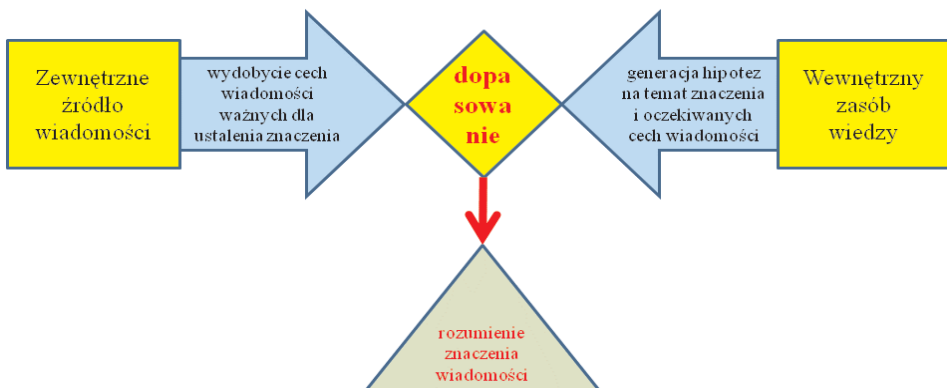 Zewnętrzne
źródło
wiadomości
wydobycie cech
wiadomości
ważnych dla
ustalenia znaczenia
dopa
sowa
nie
generacja hipotez
na temat znaczenia
i oczekiwanych
cech wiadomości
Wewnętrzny
zasób
wiedzy
rozumienie
znaczenia
wiadomości